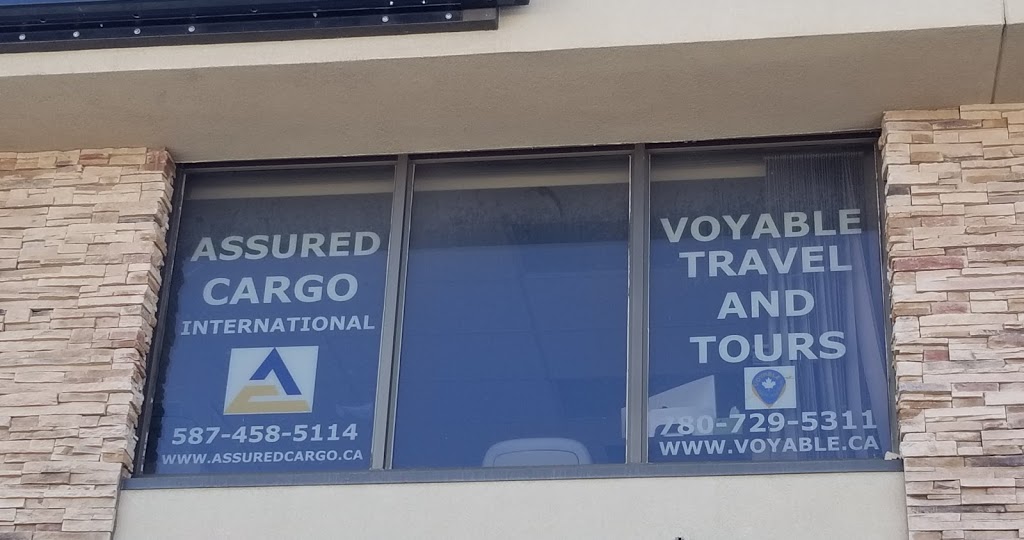 ASSURED
CARGO
INTERNATIONAL
587-458-5114
WWW.ASSUREDCARGO.CA
VOYABLE
TRAVEL
AND
TOURS
780-729-5311
WWW.VOYABLE.CA